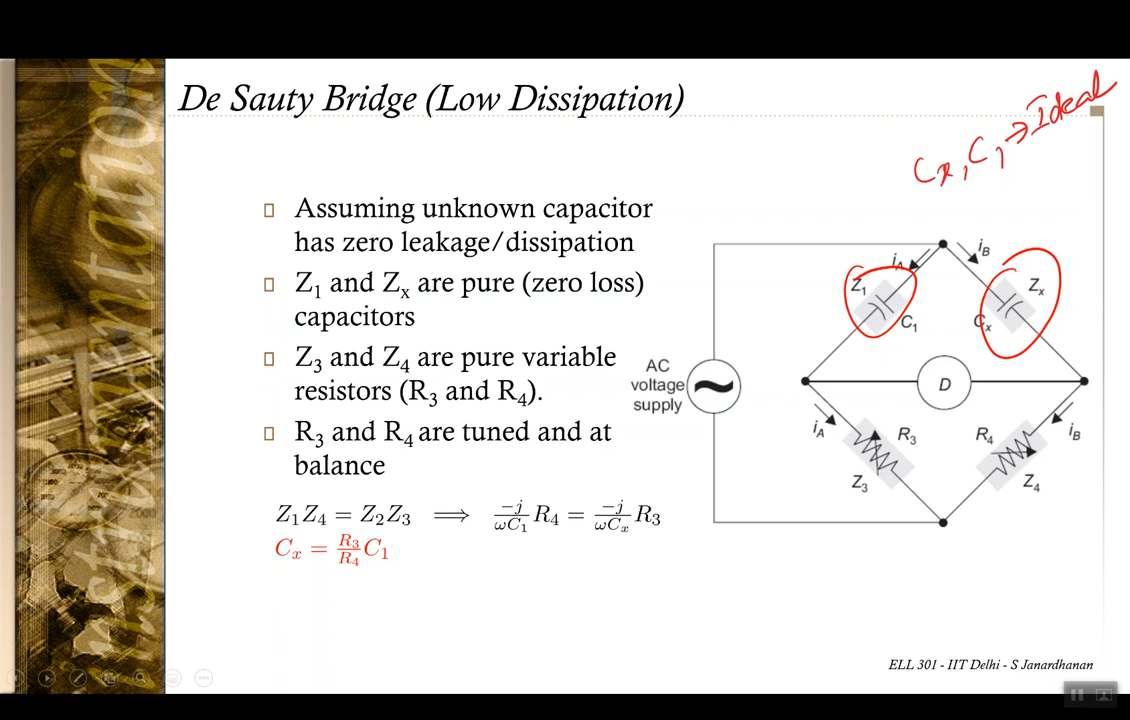 De Sauty Bridge (Low Dissipation)
Cx, C1 → Ideal
Assuming unknown capacitor
has zero leakage/dissipation
Z1 and Zx are pure (zero loss)
capacitors
Z3 and Z4 are pure variable
resistors (R3 and R4).
R3 and R4 are tuned and at
balance
Z1Z4 = Z2Z3 ⟹ -j/ωC1 R4 = -j/ωCx R3
Cx = R3/R4 C1
iA
iB
Z1
Zx
C1
Cx
AC
voltage
supply
D
iA
R3
R4
iB
Z3
Z4
ELL 301 - IIT Delhi - S Janardhanan